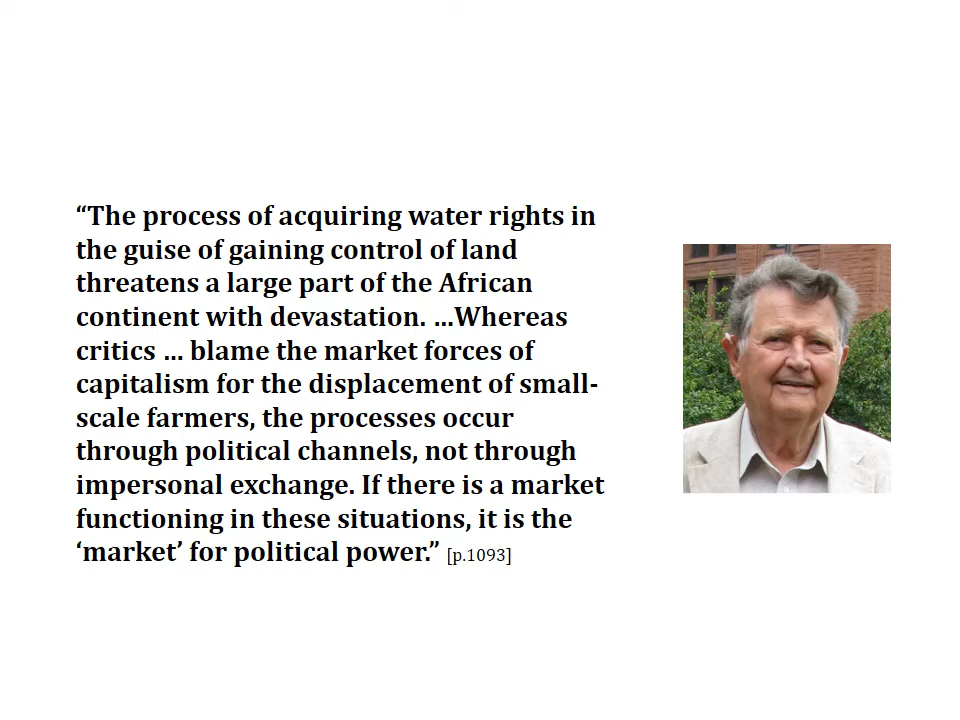 “The process of acquiring water rights in
the guise of gaining control of land
threatens a large part of the African
continent with devastation. …Whereas
critics … blame the market forces of
capitalism for the displacement of small-
scale farmers, the processes occur
through political channels, not through
impersonal exchange. If there is a market
functioning in these situations, it is the
‘market’ for political power.” [p.1093]